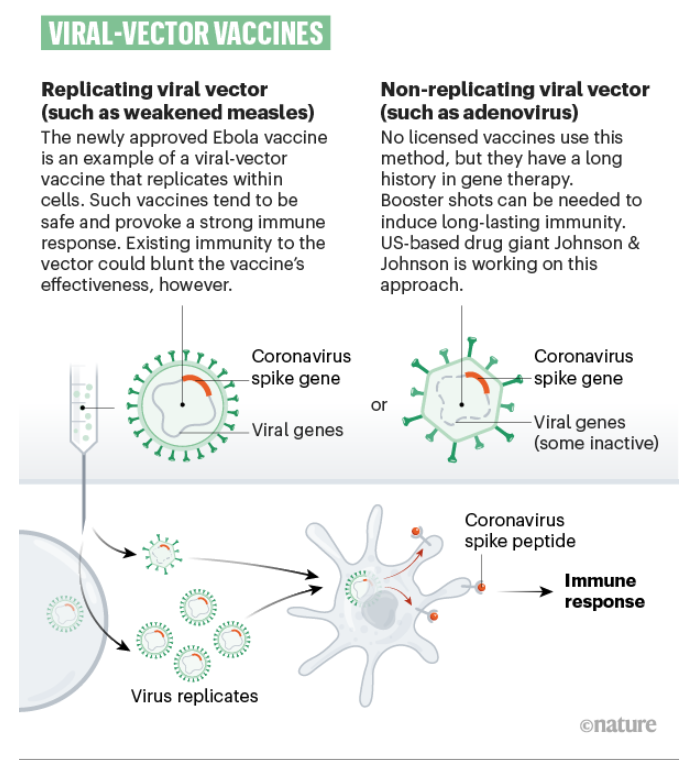 VIRAL-VECTOR VACCINES
Replicating viral vector
(such as weakened measles)
The newly approved Ebola vaccine
is an example of a viral-vector
vaccine that replicates within
cells. Such vaccines tend to be
safe and provoke a strong immune
response. Existing immunity to the
vector could blunt the vaccine’s
effectiveness, however.
Non-replicating viral vector
(such as adenovirus)
No licensed vaccines use this
method, but they have a long
history in gene therapy.
Booster shots can be needed to
induce long-lasting immunity.
US-based drug giant Johnson &
Johnson is working on this
approach.
Coronavirus
spike gene
Viral genes
or
Coronavirus
spike gene
Viral genes
(some inactive)
Coronavirus
spike peptide
Immune
response
Virus replicates
©nature